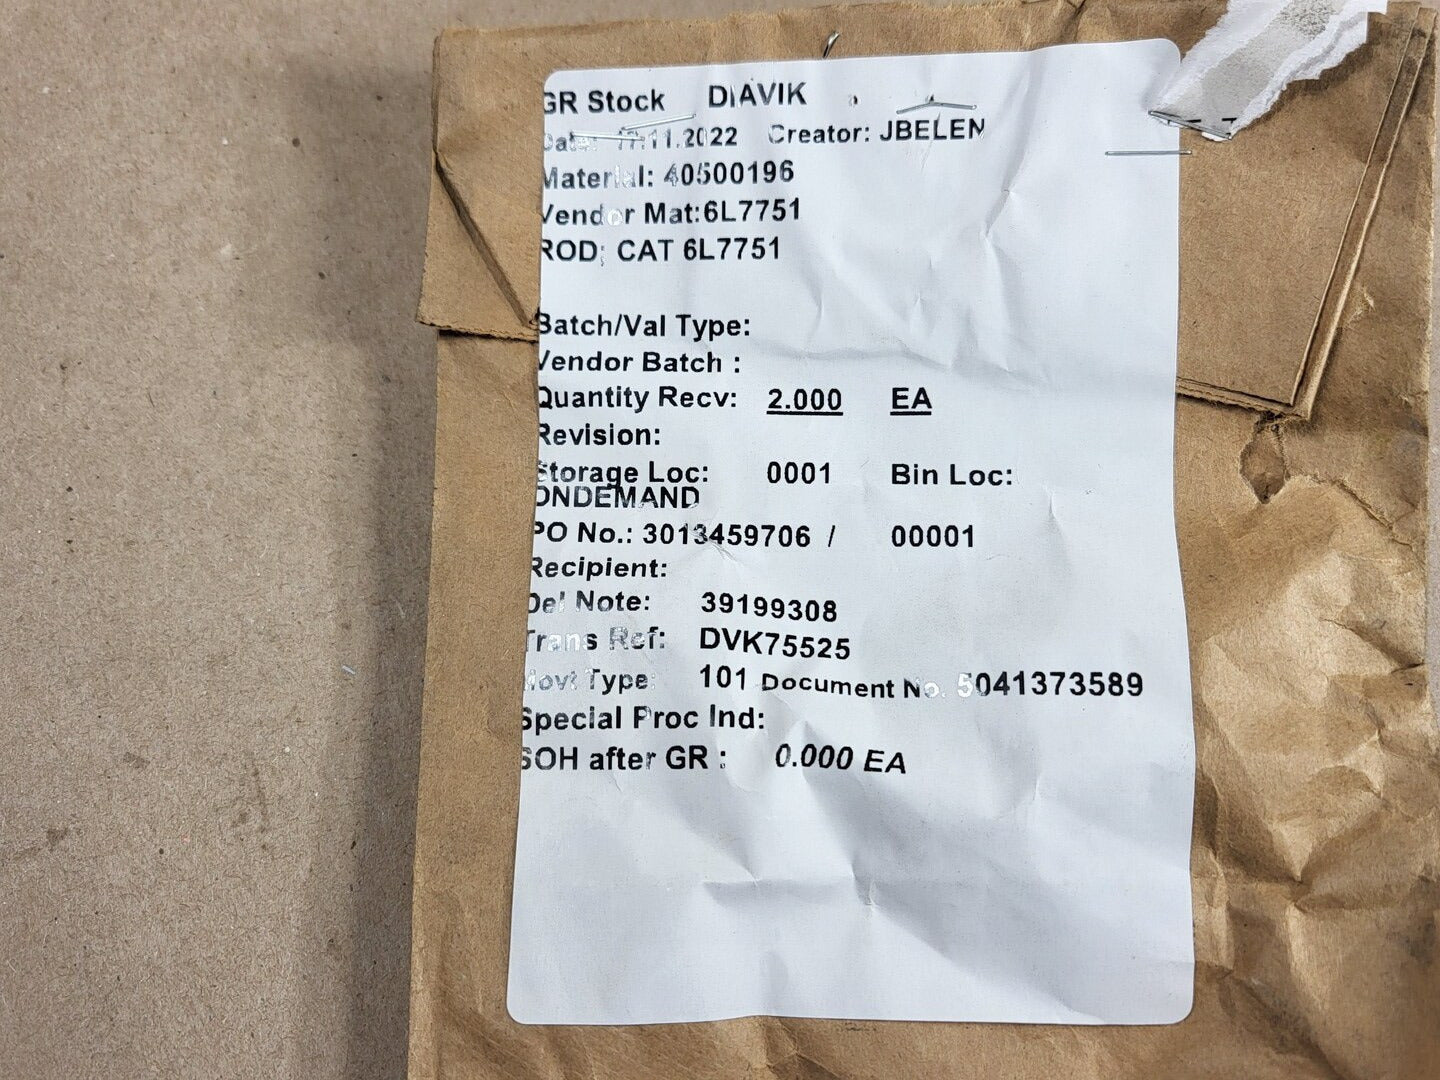 GR Stock DIAVIK
Date: 17.11.2022 Creator: JBELEN
Material: 40500196
Vendor Mat:6L7751
ROD; CAT 6L7751
Batch/Val Type:
Vendor Batch :
Quantity Recv: 2.000 EA
Revision:
Storage Loc: 0001 Bin Loc:
ONDEMAND
PO No.: 3013459706 / 00001
Recipient:
Del Note: 39199308
Trans Ref: DVK75525
Movt Type: 101 Document No. 5041373589
Special Proc Ind:
SOH after GR : 0.000 EA